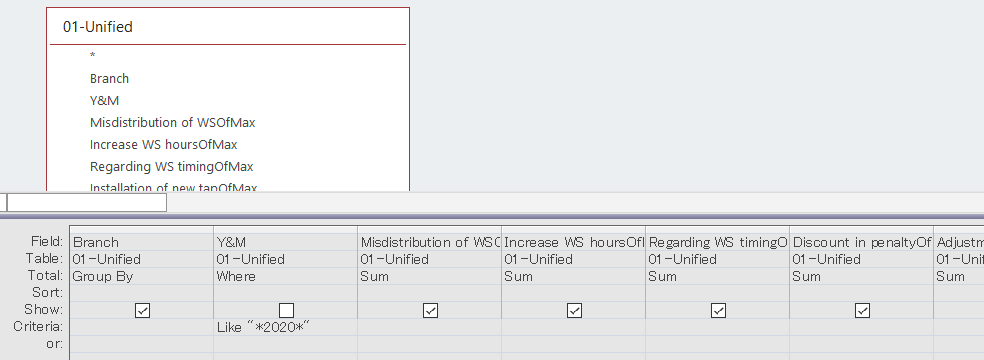 01-Unified
*
Branch
Y&M
Misdistribution of WSOfMax
Increase WS hoursOfMax
Regarding WS timingOfMax
Installation of new tapOfMax
Field: Branch Y&M Misdistribution of WSO Increase WS hoursOfI Regarding WS timingO Discount in penaltyOf Adjustm
Table: 01-Unified 01-Unified 01-Unified 01-Unified 01-Unified 01-Unified 01-Unifi
Total: Group By Where Sum Sum Sum Sum Sum
Sort:
Show:
Criteria: Like "*2020*"
or: